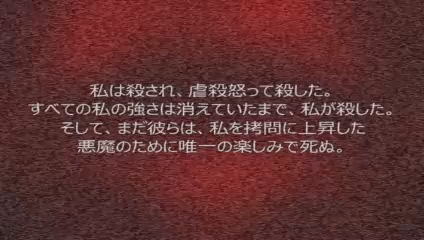 私は殺され、虐殺怒って殺した。
すべての私の強さは消えていたまで、私が殺した。
そして、まだ彼らは、私を拷問に上昇した
悪魔のために唯一の楽しみで死ぬ。